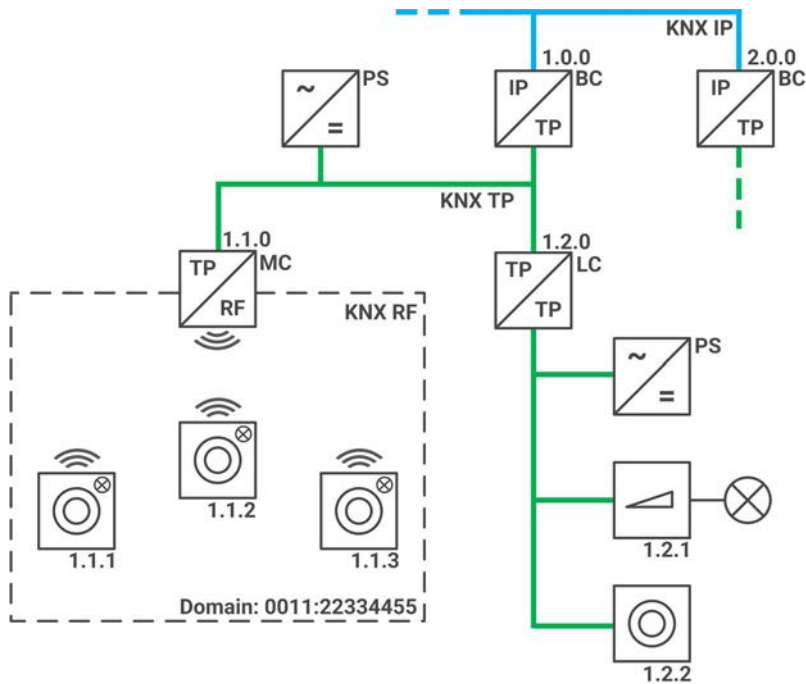 KNX IP
1.0.0
2.0.0
PS
IP
BC
IP
BC
~
=
TP
TP
KNX TP
1.1.0
1.2.0
TP
MC
TP
LC
RF
KNX RF
TP
PS
~
=
1.1.2
1.1.1
1.1.3
1.2.1
Domain: 0011:22334455
1.2.2